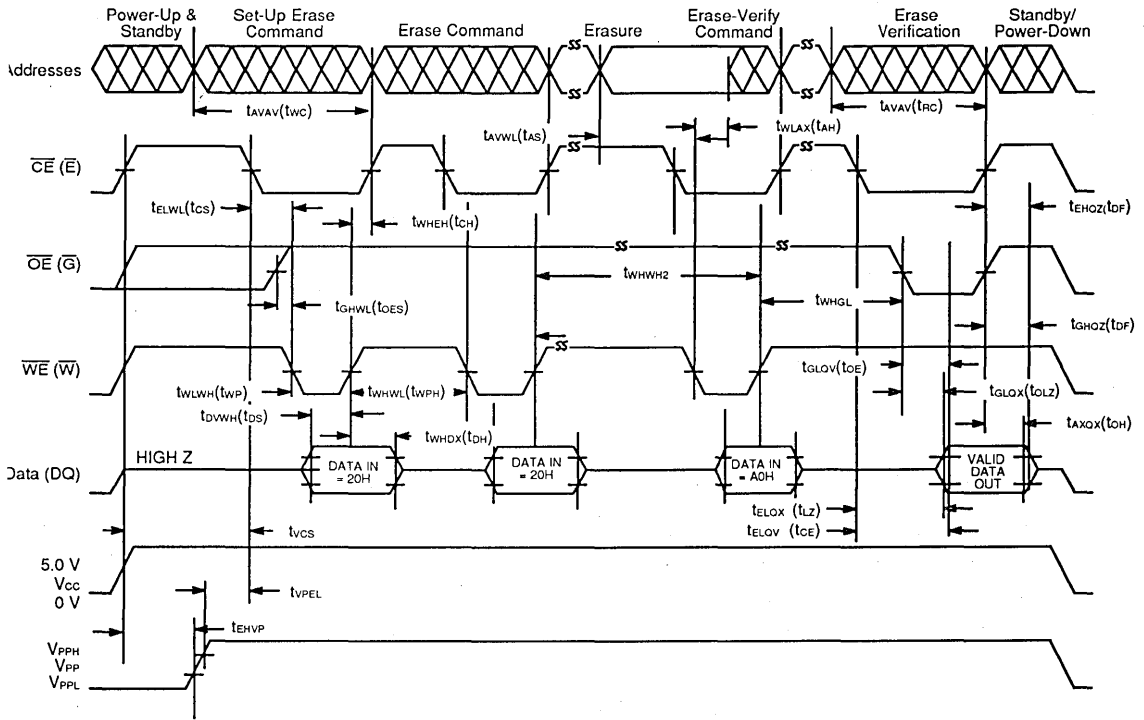 Power-Up &
Standby
Set-Up Erase
Command
Erase Command
Erasure
Erase-Verify
Command
Erase
Verification
Standby/
Power-Down
Addresses
tAVAV(tWC)
tAVWL(tAS)
tWLAX(tAH)
tAVAV(tRC)
CE (E)
tELWL(tCS)
tWHEH(tCH)
tEHQZ(tDF)
OE (G)
tWHWH2
tGHWL(tOES)
tWHGL
tGHQZ(tDF)
WE (W)
tGLQV(tOE)
tWLWH(tWP)
tWHWL(tWPH)
tGLQX(tOLZ)
tDVWH(tDS)
tWHDX(tDH)
tAXQX(tOH)
HIGH Z
Data (DQ)
DATA IN
= 20H
DATA IN
= 20H
DATA IN
= A0H
VALID
DATA
OUT
tELQX (tLZ)
tVCS
tELQV (tCE)
5.0 V
VCC
0 V
tVPEL
tEHVP
VPPH
VPP
VPPL